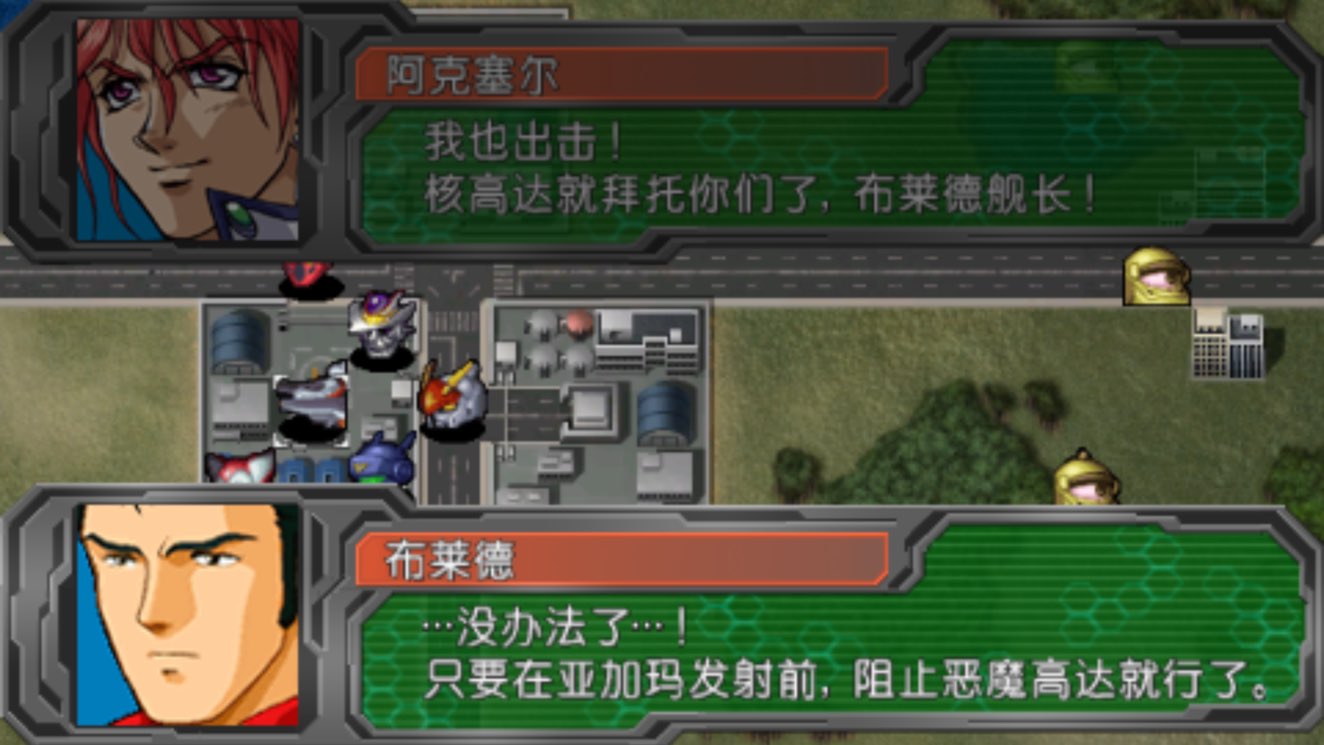 阿克塞尔
我也出击！
核高达就拜托你们了，布莱德舰长！
布莱德
…没办法了…！
只要在亚加玛发射前，阻止恶魔高达就行了。